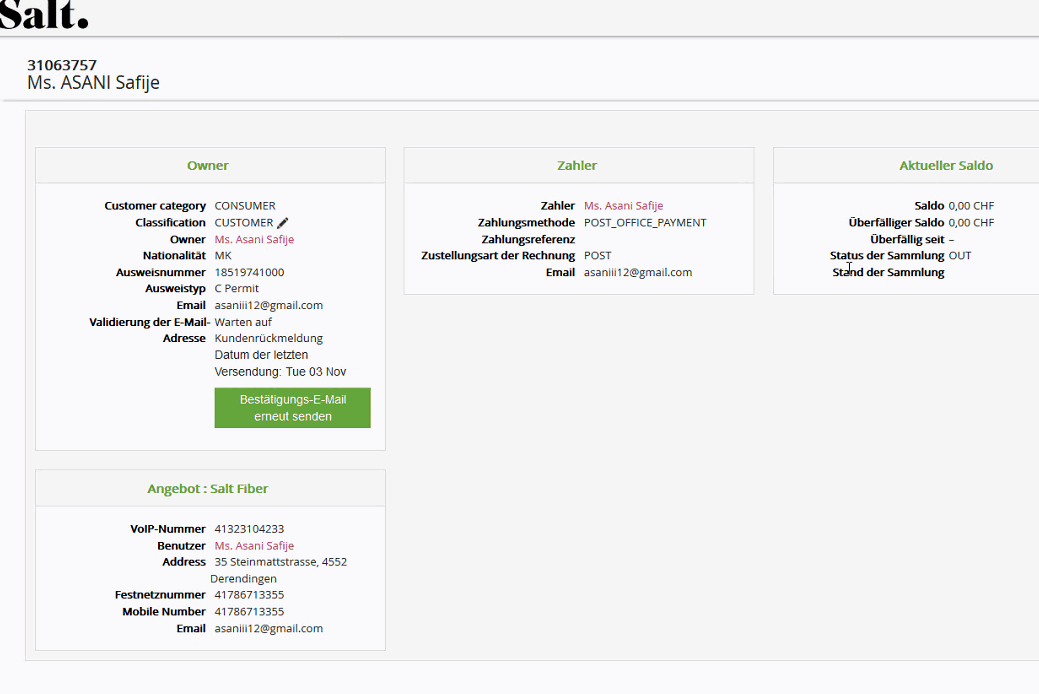 Salt.
31063757
Ms. ASANI Safije
Owner
Customer category CONSUMER
Classification CUSTOMER
Owner Ms. Asani Safije
Nationalität MK
Ausweisnummer 18519741000
Ausweistyp C Permit
Email asaniii12@gmail.com
Validierung der E-Mail- Warten auf
Adresse Kundenrückmeldung
Datum der letzten
Versendung: Tue 03 Nov
Bestätigungs-E-Mail
erneut senden
Zahler
Zahler Ms. Asani Safije
Zahlungsmethode POST_OFFICE_PAYMENT
Zahlungsreferenz
Zustellungsart der Rechnung POST
Email asaniii12@gmail.com
Aktueller Saldo
Saldo 0,00 CHF
Überfälliger Saldo 0,00 CHF
Überfällig seit –
Status der Sammlung OUT
Stand der Sammlung
Angebot : Salt Fiber
VoIP-Nummer 41323104233
Benutzer Ms. Asani Safije
Address 35 Steinmattstrasse, 4552
Derendingen
Festnetznummer 41786713355
Mobile Number 41786713355
Email asaniii12@gmail.com